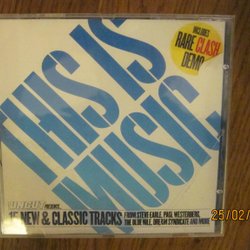 INCLUDES
RARE CLASH
DEMO
THIS IS
MUSIC
UNCUT PRESENTS...
15 NEW & CLASSIC TRACKS
FROM STEVE EARLE, PAUL WESTERBERG,
THE BLUE NILE, DREAM SYNDICATE AND MORE
25/02/